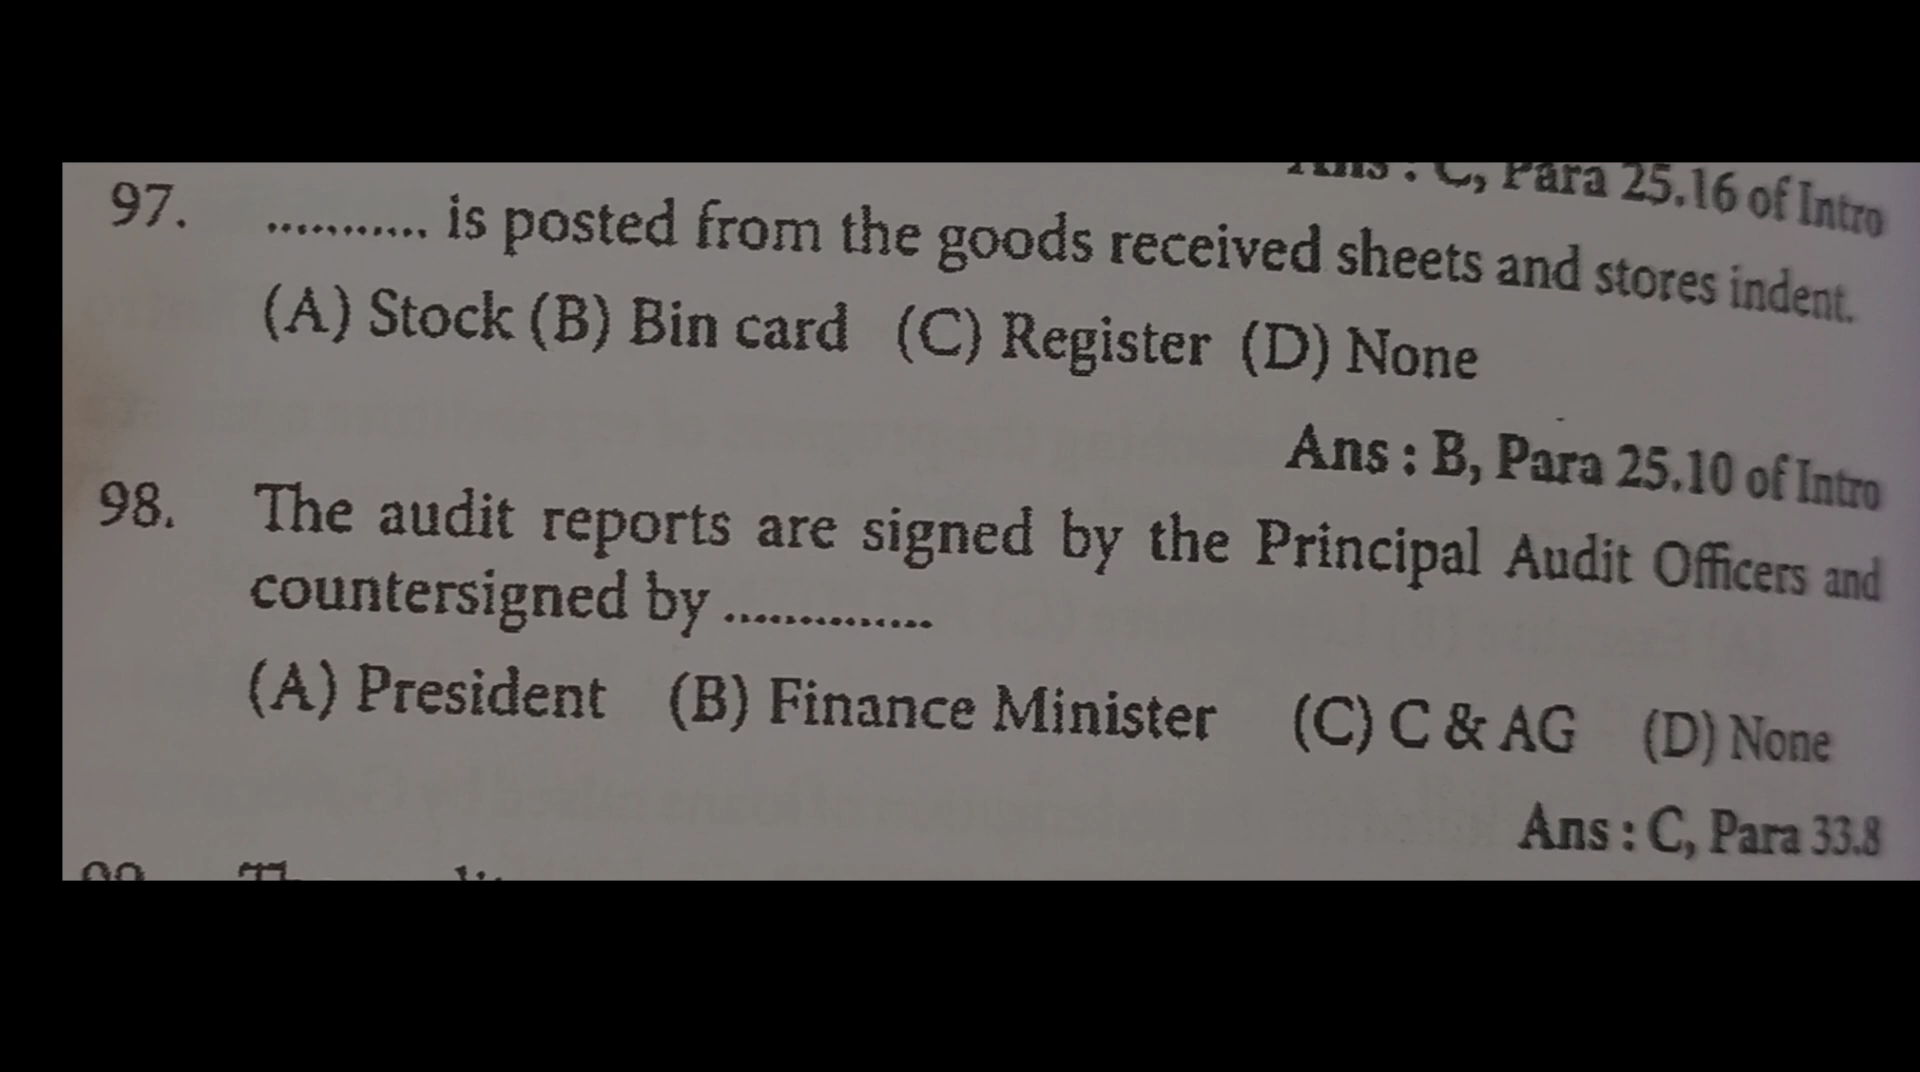 Ans : C, Para 25.16 of Intro
97. ........... is posted from the goods received sheets and stores indent.
(A) Stock (B) Bin card (C) Register (D) None
Ans : B, Para 25.10 of Intro
98. The audit reports are signed by the Principal Audit Officers and
countersigned by ..............
(A) President (B) Finance Minister (C) C & AG (D) None
Ans : C, Para 33.8